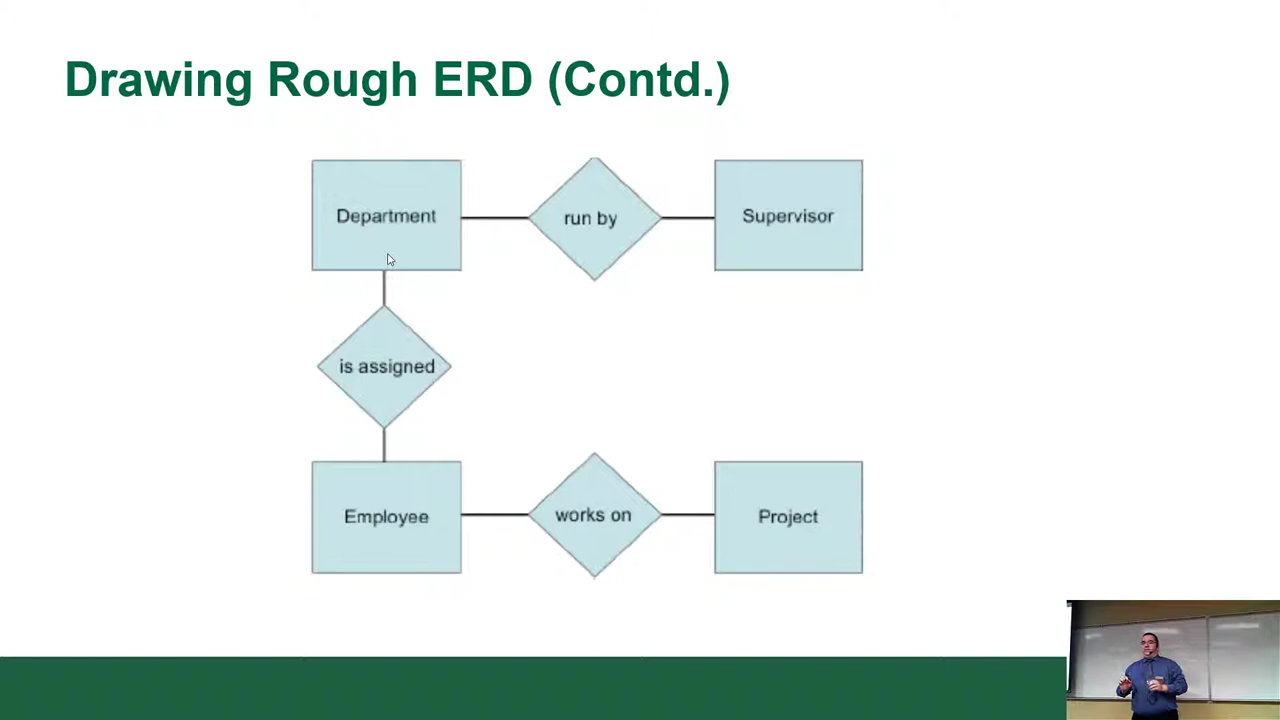 Drawing Rough ERD (Contd.)
Department
run by
Supervisor
is assigned
Employee
works on
Project